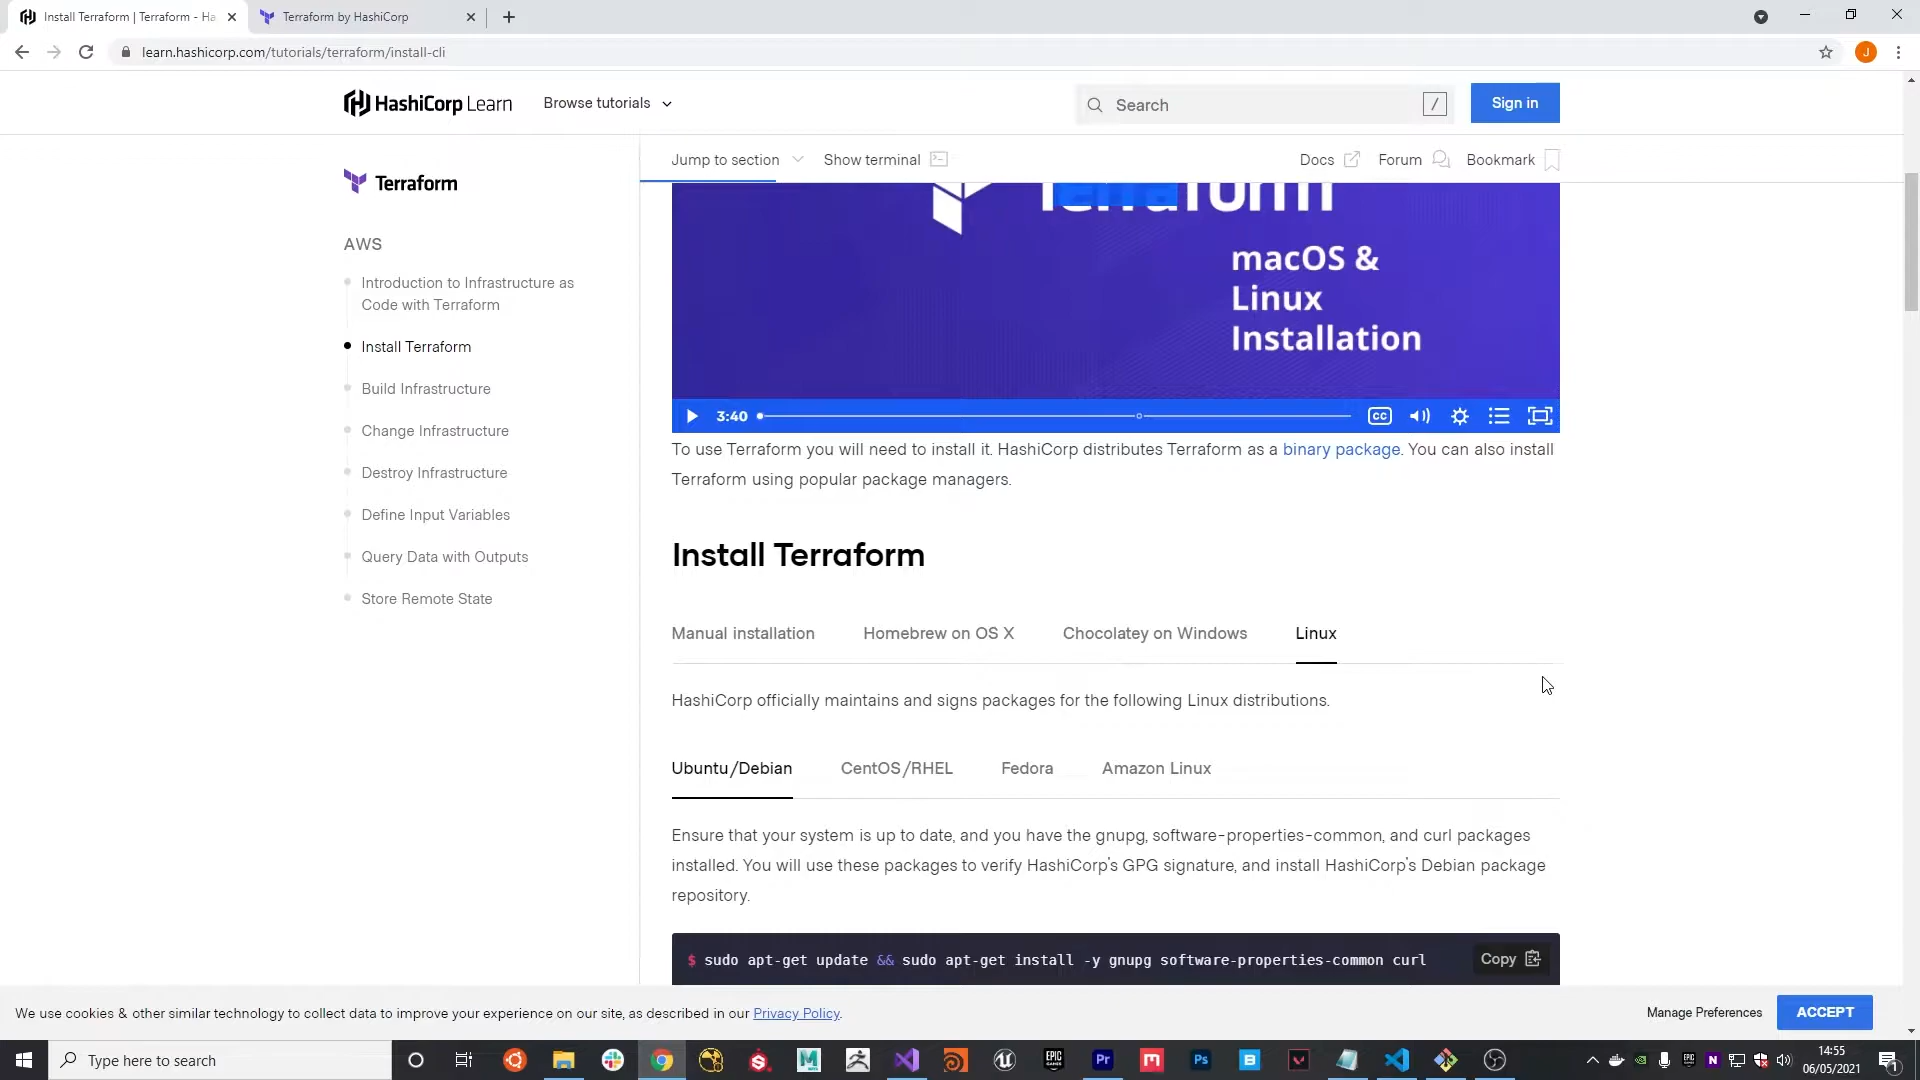 Install Terraform | Terraform - Ha
Terraform by HashiCorp
learn.hashicorp.com/tutorials/terraform/install-cli
J
HashiCorp Learn
Browse tutorials
Search
/
Sign in
Jump to section
Show terminal
Docs
Forum
Bookmark
Terraform
AWS
Introduction to Infrastructure as
Code with Terraform
Install Terraform
Build Infrastructure
Change Infrastructure
Destroy Infrastructure
Define Input Variables
Query Data with Outputs
Store Remote State
Terraform
macOS &
Linux
Installation
3:40
CC
To use Terraform you will need to install it. HashiCorp distributes Terraform as a binary package. You can also install
Terraform using popular package managers.
Install Terraform
Manual installation
Homebrew on OS X
Chocolatey on Windows
Linux
HashiCorp officially maintains and signs packages for the following Linux distributions.
Ubuntu/Debian
CentOS/RHEL
Fedora
Amazon Linux
Ensure that your system is up to date, and you have the gnupg, software-properties-common, and curl packages
installed. You will use these packages to verify HashiCorp's GPG signature, and install HashiCorp's Debian package
repository.
$ sudo apt-get update && sudo apt-get install -y gnupg software-properties-common curl
Copy
We use cookies & other similar technology to collect data to improve your experience on our site, as described in our Privacy Policy.
Manage Preferences
ACCEPT
Type here to search
EPIC
GAMES
Pr
Ps
14:55
06/05/2021
1